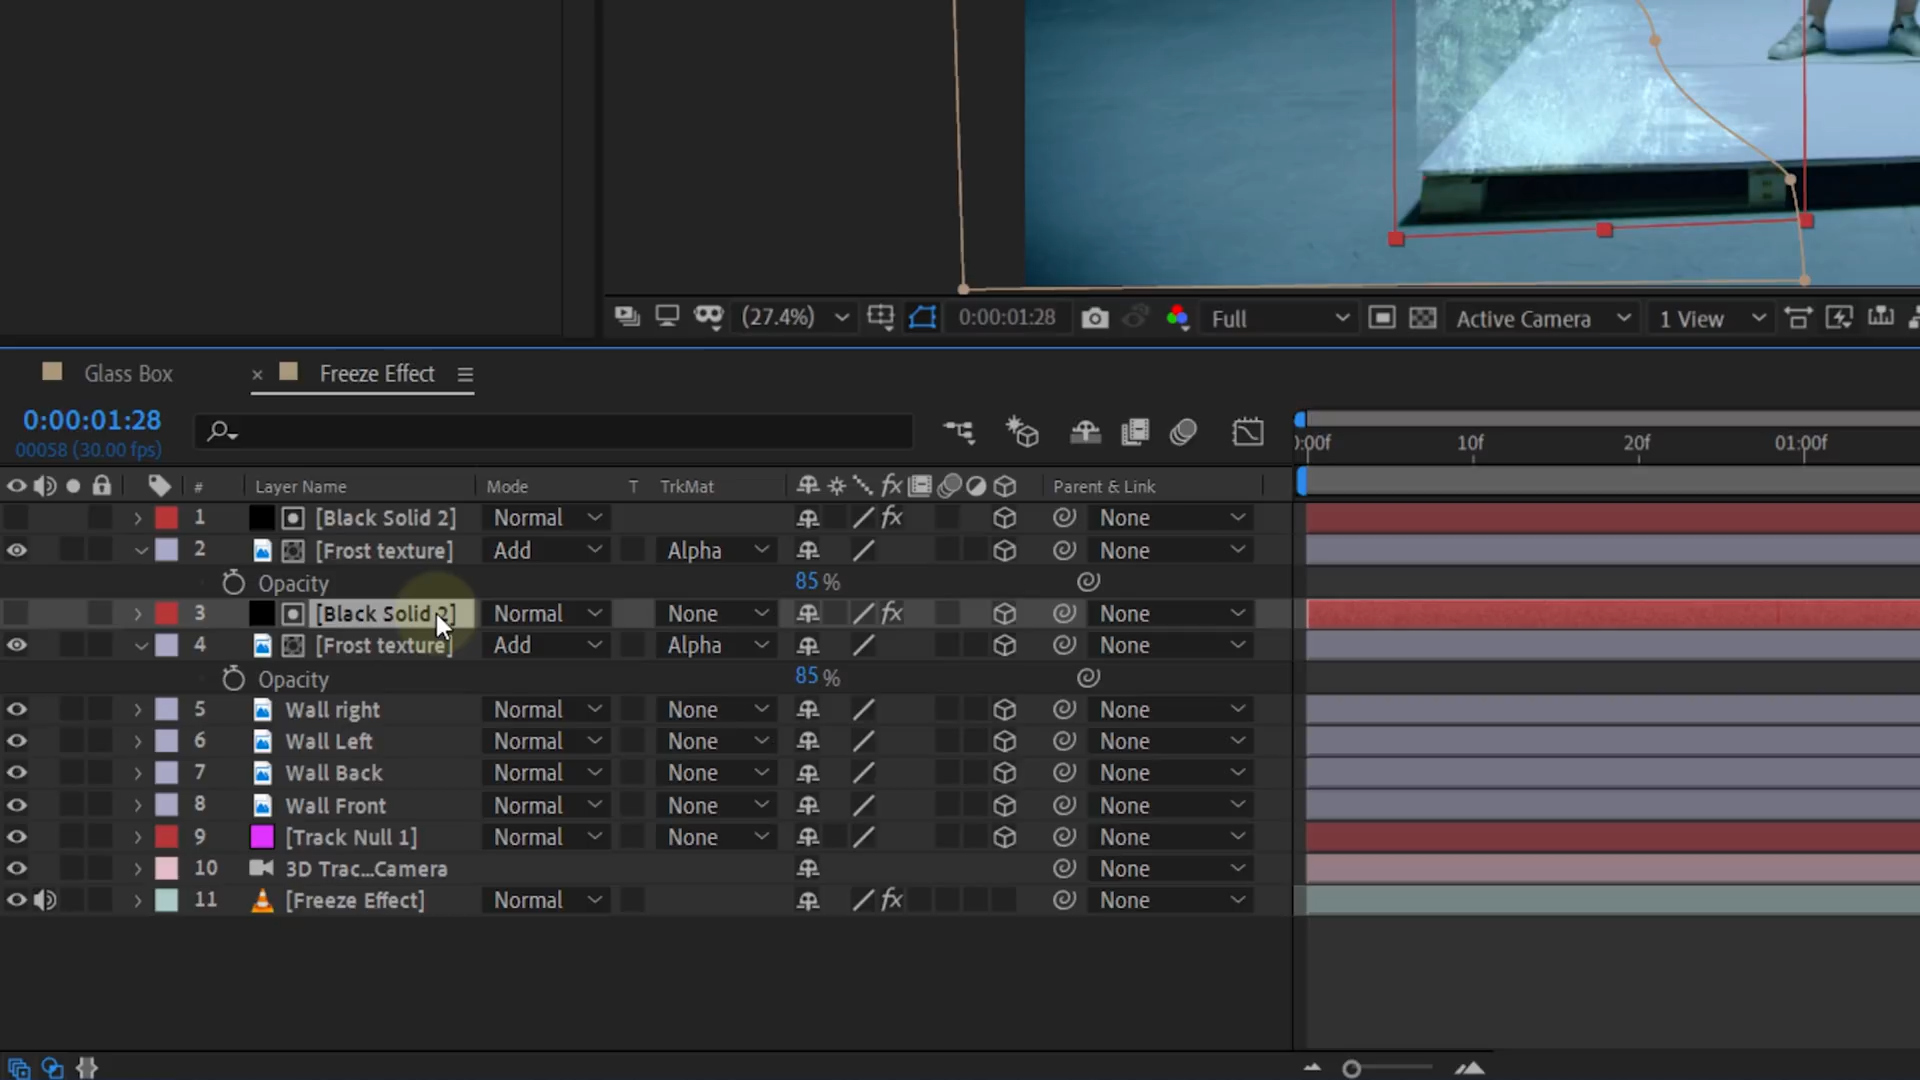 (27.4%) 0:00:01:28 Full Active Camera 1 View
Glass Box × Freeze Effect
0:00:01:28
00058 (30.00 fps)
):00f 10f 20f 01:00f
# Layer Name Mode T TrkMat fx Parent & Link
1 [Black Solid 2] Normal fx None
2 [Frost texture] Add Alpha None
Opacity 85 %
3 [Black Solid 2] Normal None fx None
4 [Frost texture] Add Alpha None
Opacity 85 %
5 Wall right Normal None None
6 Wall Left Normal None None
7 Wall Back Normal None None
8 Wall Front Normal None None
9 [Track Null 1] Normal None None
10 3D Trac...Camera None
11 [Freeze Effect] Normal fx None